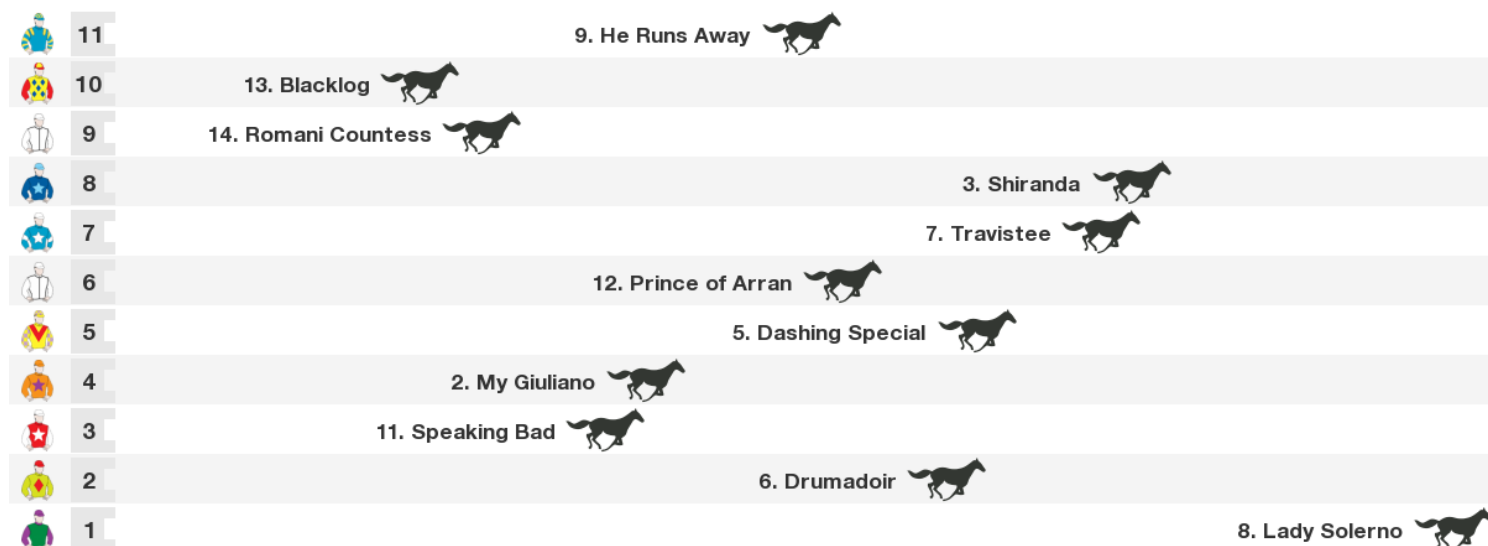 11 9. He Runs Away
10 13. Blacklog
9 14. Romani Countess
8 3. Shiranda
7 7. Travistee
6 12. Prince of Arran
5 5. Dashing Special
4 2. My Giuliano
3 11. Speaking Bad
2 6. Drumadoir
1 8. Lady Solerno